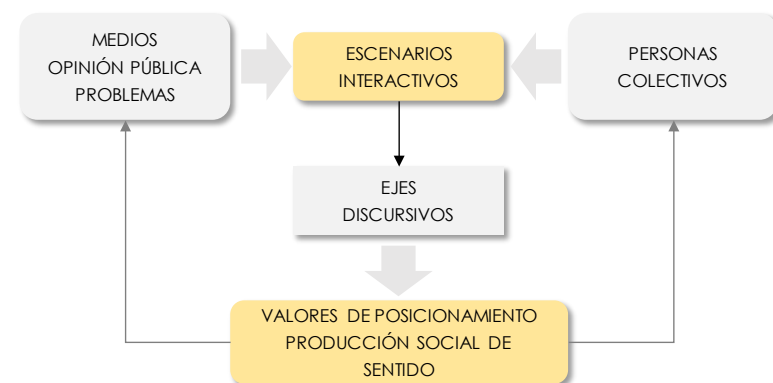 MEDIOS
OPINIÓN PÚBLICA
PROBLEMAS
ESCENARIOS
INTERACTIVOS
PERSONAS
COLECTIVOS
EJES
DISCURSIVOS
VALORES DE POSICIONAMIENTO
PRODUCCIÓN SOCIAL DE
SENTIDO